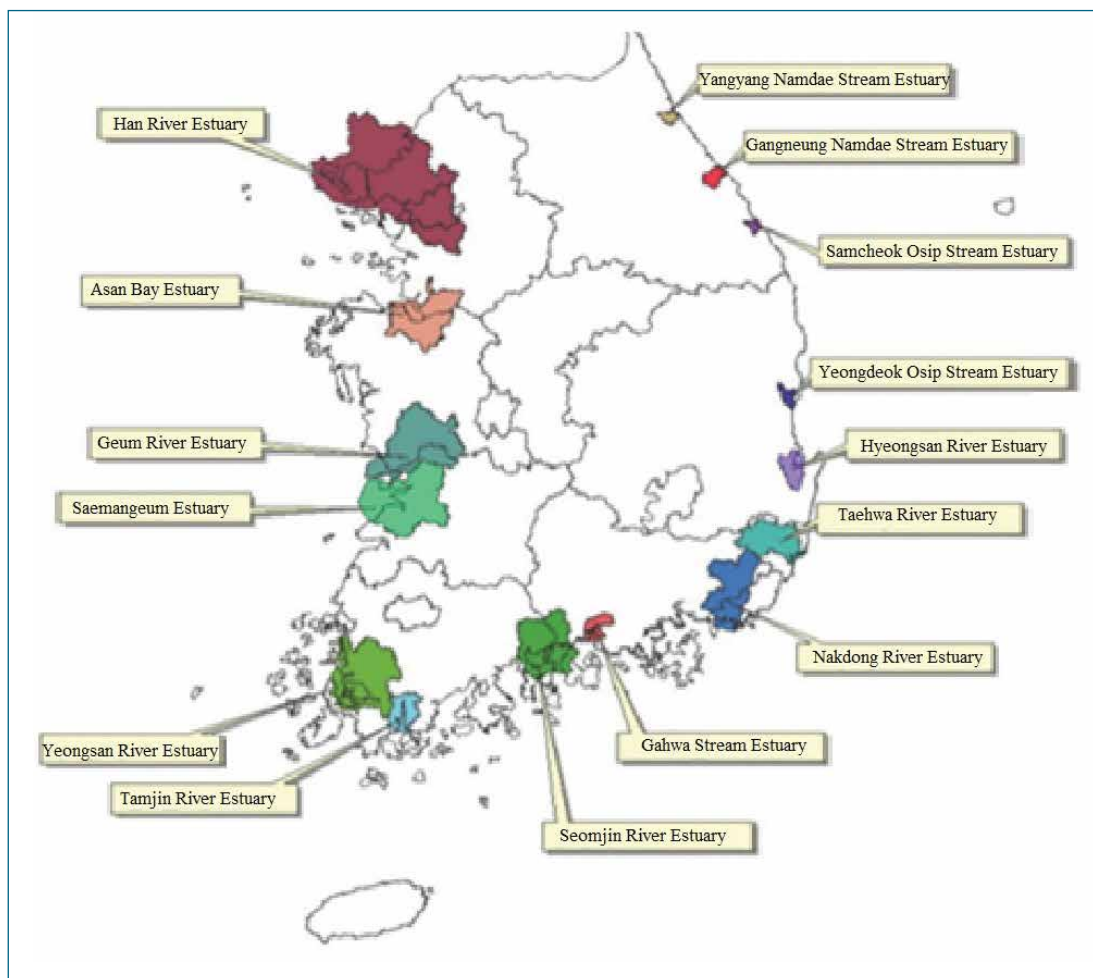 Yangyang Namdae Stream Estuary
Han River Estuary
Gangneung Namdae Stream Estuary
Samcheok Osip Stream Estuary
Asan Bay Estuary
Yeongdeok Osip Stream Estuary
Geum River Estuary
Hyeongsan River Estuary
Saemangeum Estuary
Taehwa River Estuary
Nakdong River Estuary
Yeongsan River Estuary
Gahwa Stream Estuary
Tamjin River Estuary
Seomjin River Estuary